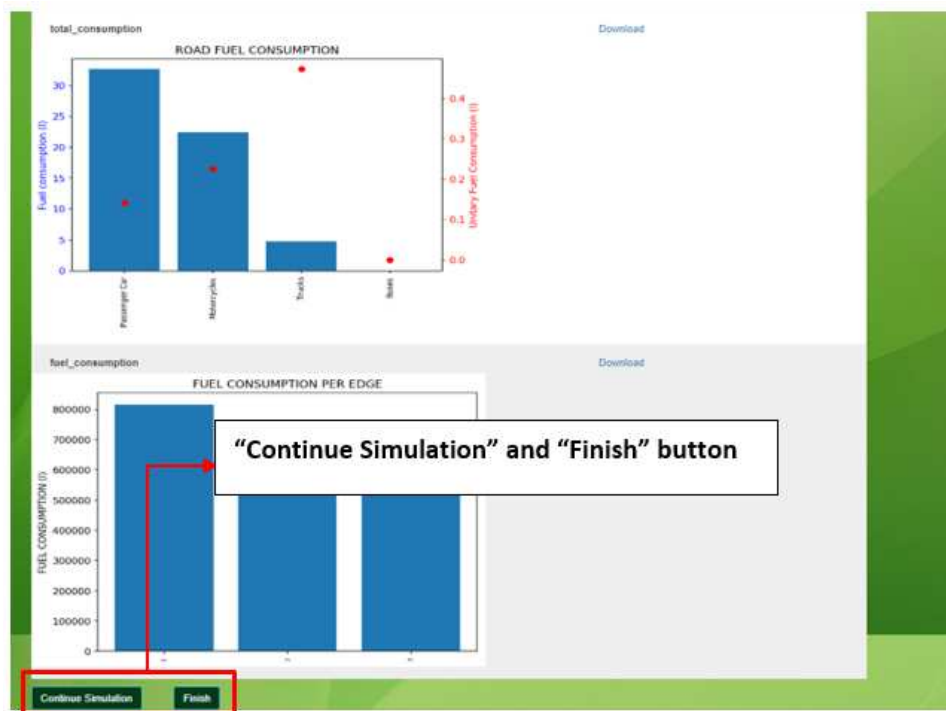 total_consumption
Download
ROAD FUEL CONSUMPTION
30
25
20
15
10
5
0
Fuel consumption (l)
0.4
0.3
0.2
0.1
0.0
Unitary Fuel Consumption (l)
Passenger Car
Motorcycles
Trucks
Buses
fuel_consumption
Download
FUEL CONSUMPTION PER EDGE
800000
700000
600000
500000
400000
300000
200000
100000
0
FUEL CONSUMPTION (l)
“Continue Simulation” and “Finish” button
Continue Simulation
Finish